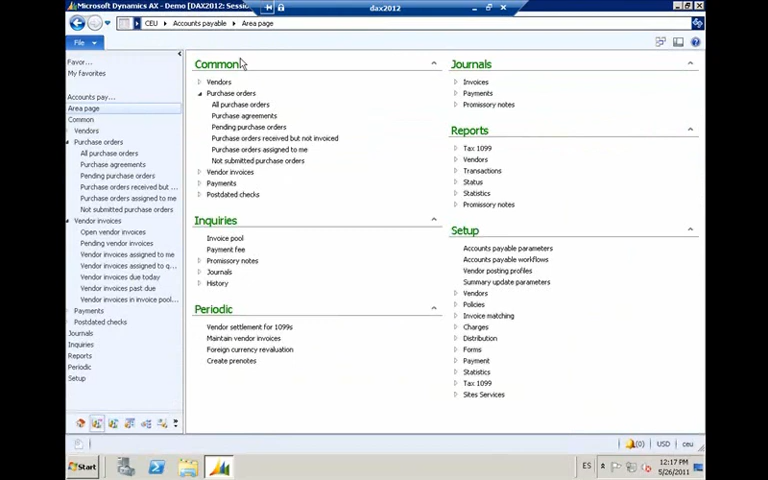 Microsoft Dynamics AX - Demo [DAX2012: Sessi
dax2012
CEU
Accounts payable
Area page
File
Favor...
My favorites
Accounts pay...
Area page
Common
Vendors
Purchase orders
All purchase orders
Purchase agreements
Pending purchase orders
Purchase orders received but ...
Purchase orders assigned to me
Not submitted purchase orders
Vendor invoices
Open vendor invoices
Pending vendor invoices
Vendor invoices assigned to me
Vendor invoices assigned to q...
Vendor invoices due today
Vendor invoices past due
Vendor invoices in invoice pool...
Payments
Postdated checks
Journals
Inquiries
Reports
Periodic
Setup
Common
Vendors
Purchase orders
All purchase orders
Purchase agreements
Pending purchase orders
Purchase orders received but not invoiced
Purchase orders assigned to me
Not submitted purchase orders
Vendor invoices
Payments
Postdated checks
Inquiries
Invoice pool
Payment fee
Promissory notes
Journals
History
Periodic
Vendor settlement for 1099s
Maintain vendor invoices
Foreign currency revaluation
Create prenotes
Journals
Invoices
Payments
Promissory notes
Reports
Tax 1099
Vendors
Transactions
Status
Statistics
Promissory notes
Setup
Accounts payable parameters
Accounts payable workflows
Vendor posting profiles
Summary update parameters
Vendors
Policies
Invoice matching
Charges
Distribution
Forms
Payment
Statistics
Tax 1099
Sites Services
(0)
USD
ceu
Start
ES
12:17 PM
5/26/2011